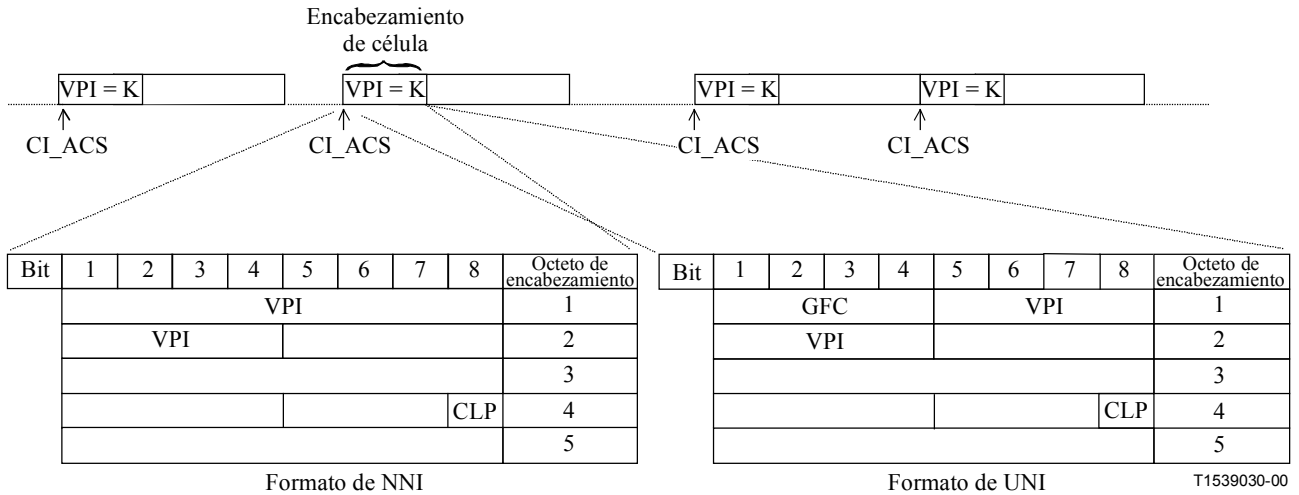 Encabezamiento
de célula
VPI = K VPI = K VPI = K VPI = K
CI_ACS CI_ACS CI_ACS CI_ACS
Bit 1 2 3 4 5 6 7 8 Octeto de encabezamiento
VPI 1
VPI 2
3
CLP 4
5
Formato de NNI
Bit 1 2 3 4 5 6 7 8 Octeto de encabezamiento
GFC VPI 1
VPI 2
3
CLP 4
5
Formato de UNI
T1539030-00